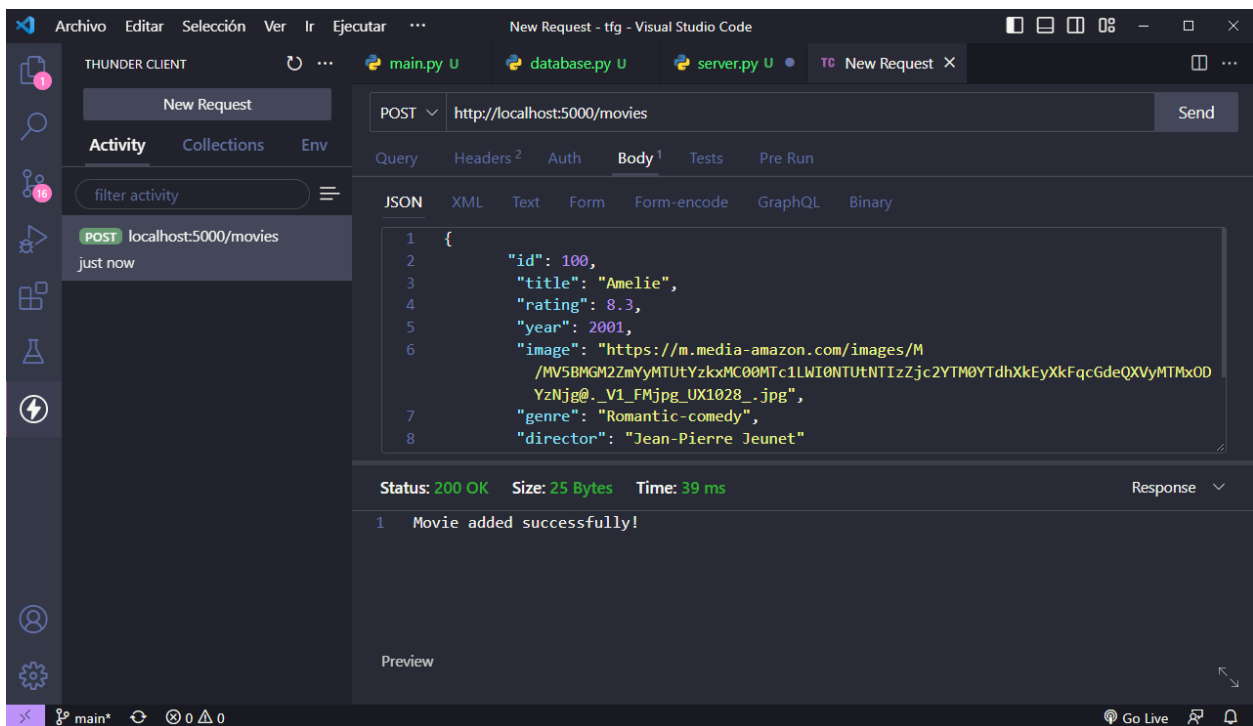 Archivo Editar Selección Ver Ir Ejecutar ··· New Request - tfg - Visual Studio Code
THUNDER CLIENT ···
main.py U database.py U server.py U TC New Request
New Request
POST http://localhost:5000/movies Send
Activity Collections Env
Query Headers 2 Auth Body 1 Tests Pre Run
filter activity
JSON XML Text Form Form-encode GraphQL Binary
POST localhost:5000/movies
just now
1 {
2 "id": 100,
3 "title": "Amelie",
4 "rating": 8.3,
5 "year": 2001,
6 "image": "https://m.media-amazon.com/images/M
/MV5BMGM2ZmYyMTUtYzkxMC00MTc1LWI0NTUtNTIzZjc2YTM0YTdhXkEyXkFqcGdeQXVyMTMxOD
YzNjg@._V1_FMjpg_UX1028_.jpg",
7 "genre": "Romantic-comedy",
8 "director": "Jean-Pierre Jeunet"
Status: 200 OK Size: 25 Bytes Time: 39 ms Response
1 Movie added successfully!
Preview
1
16
main* 0 0 Go Live